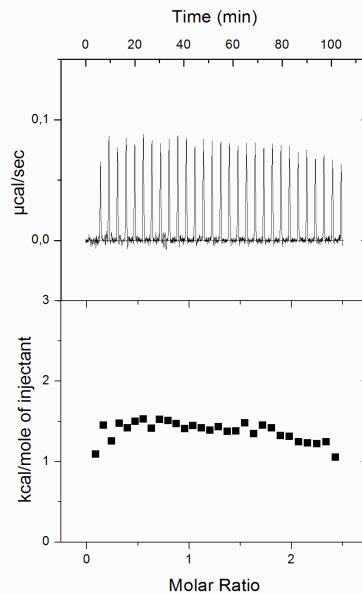 Time (min)
0 20 40 60 80 100
0,1
0,0
µcal/sec
3
2
1
0
kcal/mole of injectant
0 1 2
Molar Ratio